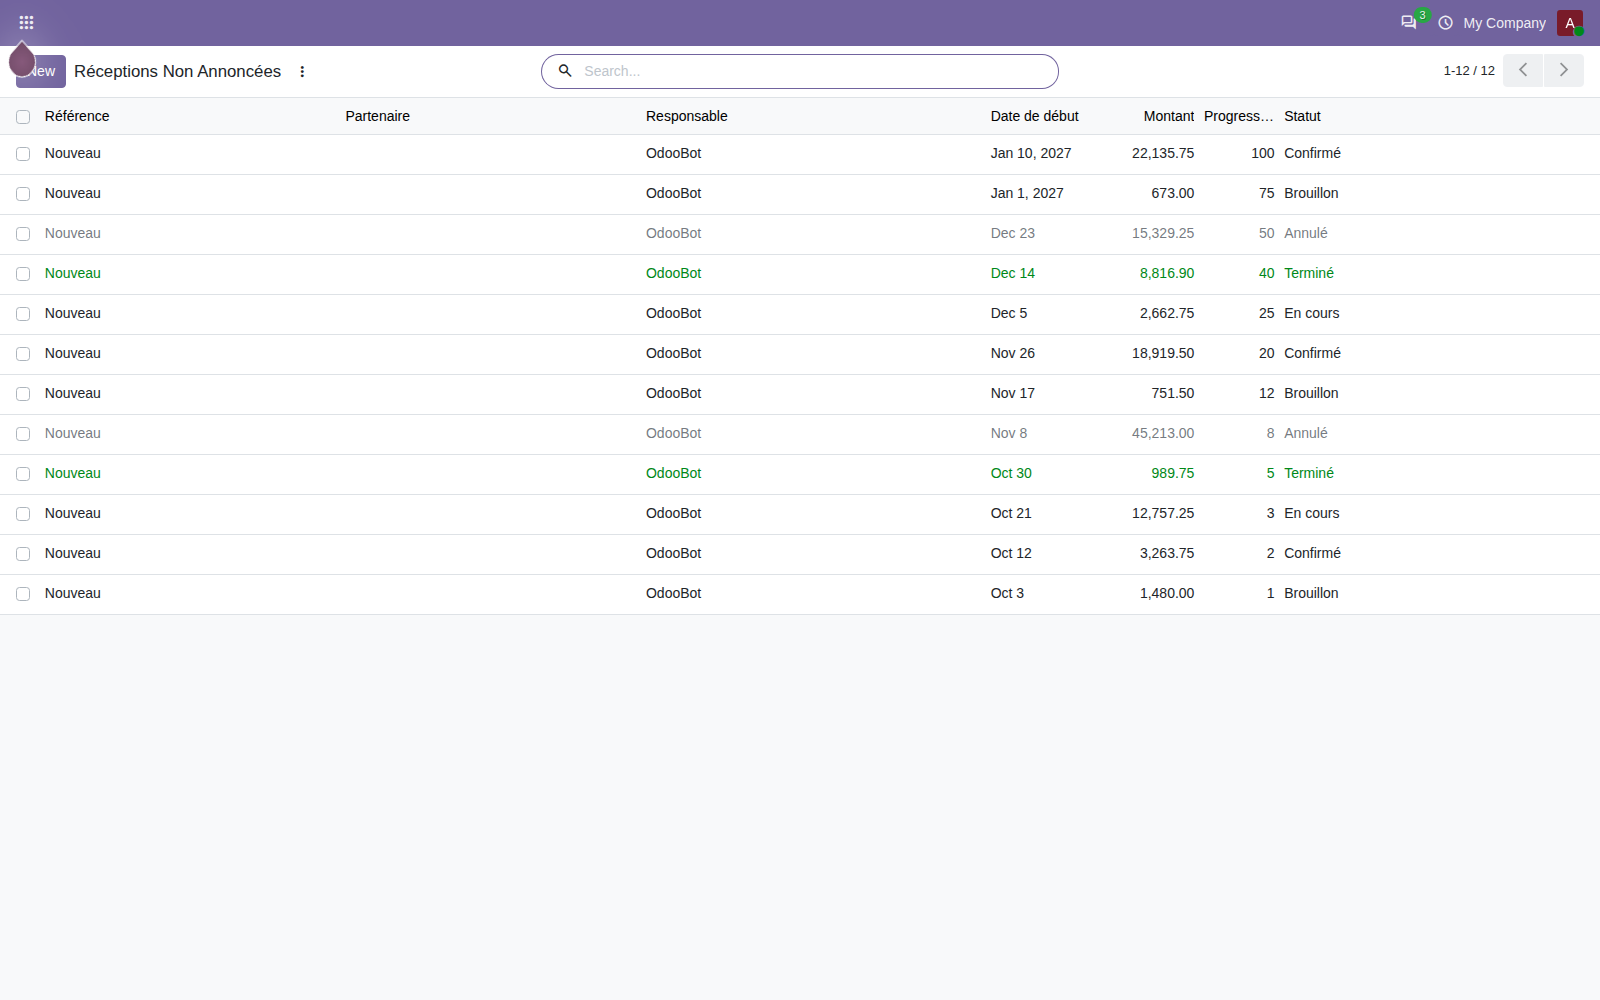 3 My Company A
New Réceptions Non Annoncées Search... 1-12 / 12
Référence Partenaire Responsable Date de début Montant Progress… Statut
Nouveau OdooBot Jan 10, 2027 22,135.75 100 Confirmé
Nouveau OdooBot Jan 1, 2027 673.00 75 Brouillon
Nouveau OdooBot Dec 23 15,329.25 50 Annulé
Nouveau OdooBot Dec 14 8,816.90 40 Terminé
Nouveau OdooBot Dec 5 2,662.75 25 En cours
Nouveau OdooBot Nov 26 18,919.50 20 Confirmé
Nouveau OdooBot Nov 17 751.50 12 Brouillon
Nouveau OdooBot Nov 8 45,213.00 8 Annulé
Nouveau OdooBot Oct 30 989.75 5 Terminé
Nouveau OdooBot Oct 21 12,757.25 3 En cours
Nouveau OdooBot Oct 12 3,263.75 2 Confirmé
Nouveau OdooBot Oct 3 1,480.00 1 Brouillon